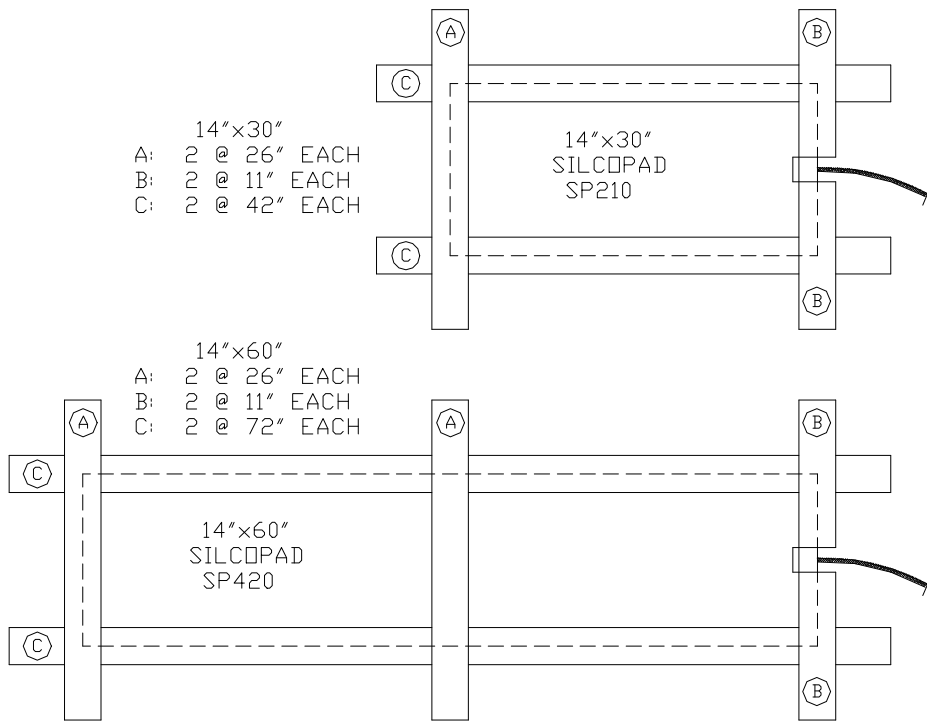 A
B
C
14″×30″
A: 2 @ 26″ EACH
B: 2 @ 11″ EACH
C: 2 @ 42″ EACH
14″×30″
SILCOPAD
SP210
C
B
14″×60″
A: 2 @ 26″ EACH
B: 2 @ 11″ EACH
C: 2 @ 72″ EACH
A
A
B
C
14″×60″
SILCOPAD
SP420
C
B